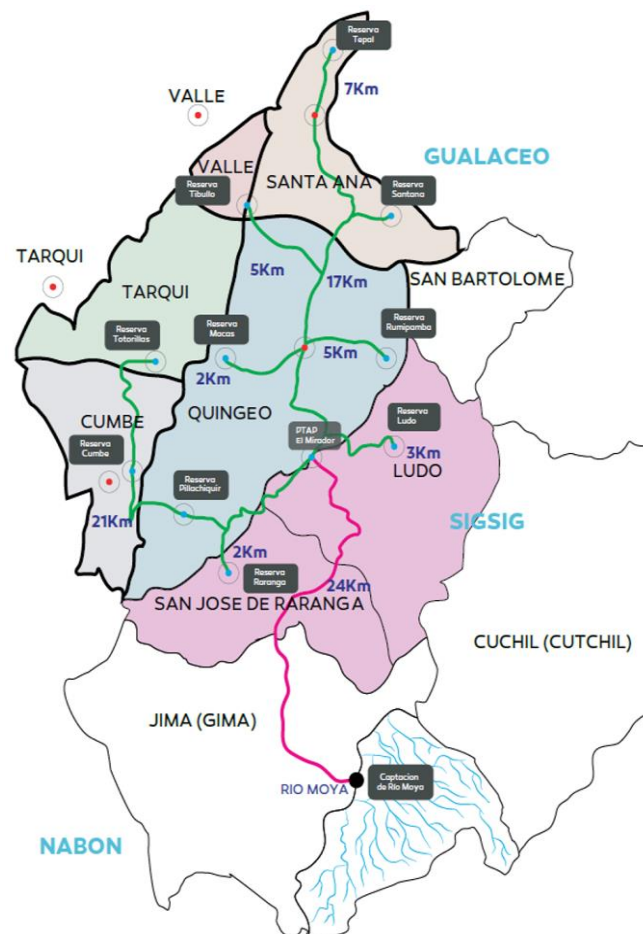 Reserva
Tepal
7Km
VALLE
GUALACEO
VALLE
SANTA ANA
Reserva
Tibullo
Reserva
Santana
TARQUI
5Km
17Km
SAN BARTOLOME
TARQUI
Reserva
Totorillas
Reserva
Macas
Reserva
Rumipamba
2Km
5Km
CUMBE
QUINGEO
Reserva
Ludo
PTAP
El Mirador
Reserva
Cumbe
3Km
LUDO
Reserva
Pillachiquir
21Km
SIGSIG
2Km
Reserva
Raranga
24Km
SAN JOSE DE RARANGA
CUCHIL (CUTCHIL)
JIMA (GIMA)
RIO MOYA
Captacion
de Rio Moya
NABON